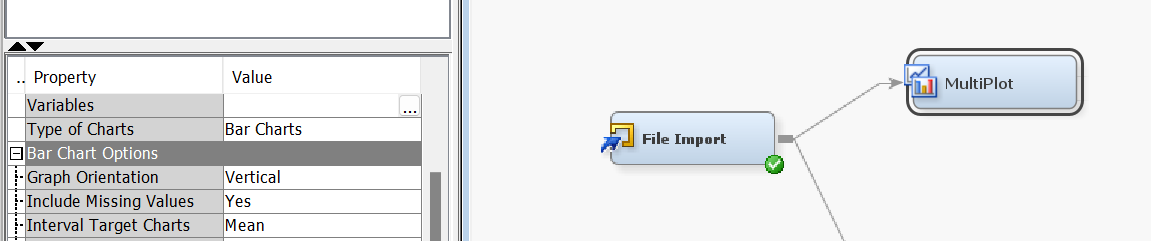 .. Property Value
Variables ...
Type of Charts Bar Charts
Bar Chart Options
Graph Orientation Vertical
Include Missing Values Yes
Interval Target Charts Mean
MultiPlot
File Import